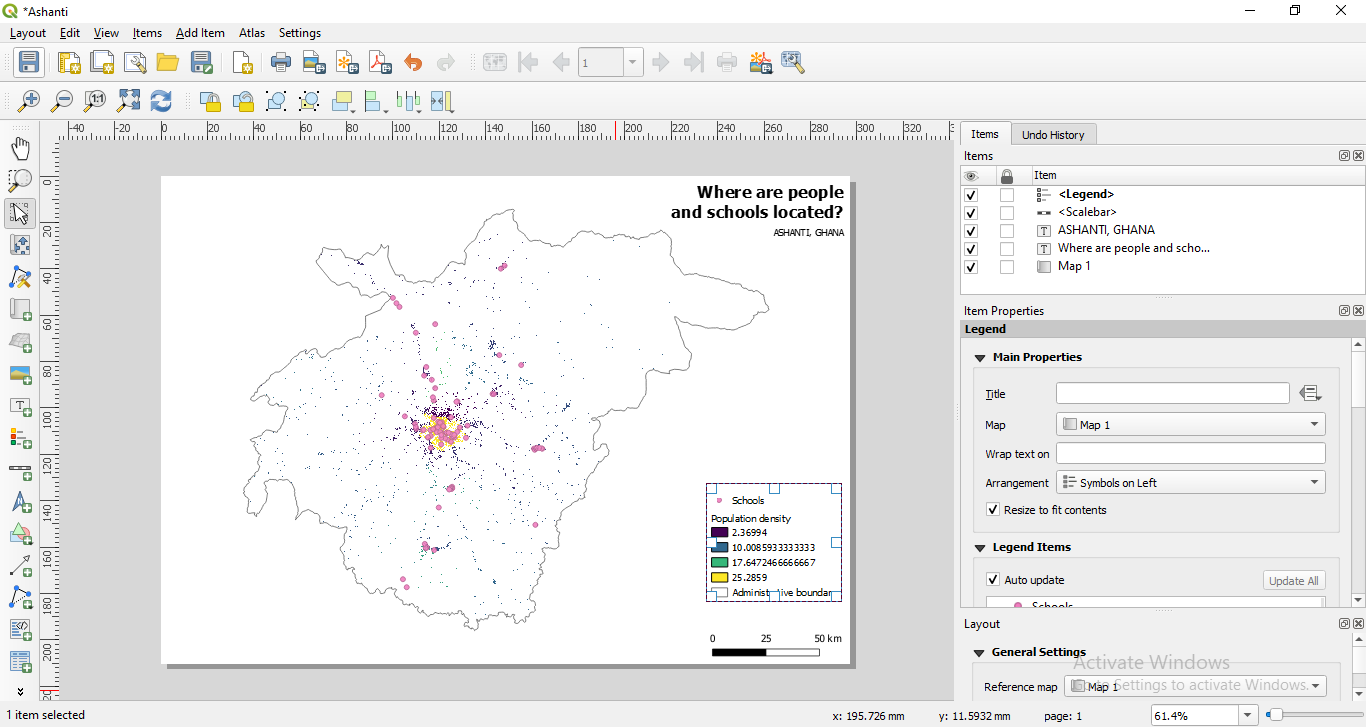 *Ashanti
Layout Edit View Items Add Item Atlas Settings
1
-40 -20 0 20 40 60 80 100 120 140 160 180 200 220 240 260 280 300 320
0 20 40 60 80 100 120 140 160 180 200
Where are people
and schools located?
ASHANTI, GHANA
Schools
Population density
2.36994
10.0085933333333
17.6472466666667
25.2859
0 25 50 km
Items Undo History
Items
Item
<Legend>
<Scalebar>
ASHANTI, GHANA
Where are people and scho...
Map 1
Item Properties
Legend
Main Properties
Title
Map Map 1
Wrap text on
Arrangement Symbols on Left
Resize to fit contents
Legend Items
Auto update Update All
Schools
Layout
General Settings
Activate Windows
Reference map Map 1
Settings to activate Windows.
1 item selected x: 195.726 mm y: 11.5932 mm page: 1 61.4%